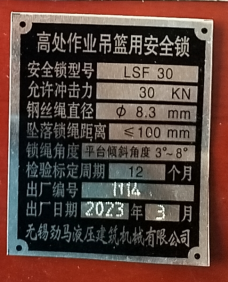 高处作业吊篮用安全锁
安全锁型号 LSF 30
允许冲击力 30 KN
钢丝绳直径 φ 8.3 mm
坠落锁绳距离 ≤100 mm
锁绳角度 平台倾斜角度 3°~8°
检验标定周期 12 个月
出厂编号 1114
出厂日期 2023 年 3 月
无锡劲马液压建筑机械有限公司